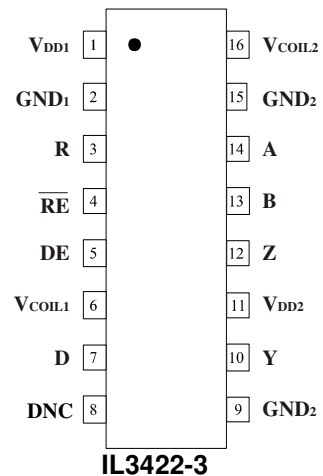 VDD1 1 16 VCOIL2
GND1 2 15 GND2
R 3 14 A
R̅E̅ 4 13 B
DE 5 12 Z
VCOIL1 6 11 VDD2
D 7 10 Y
DNC 8 9 GND2
IL3422-3